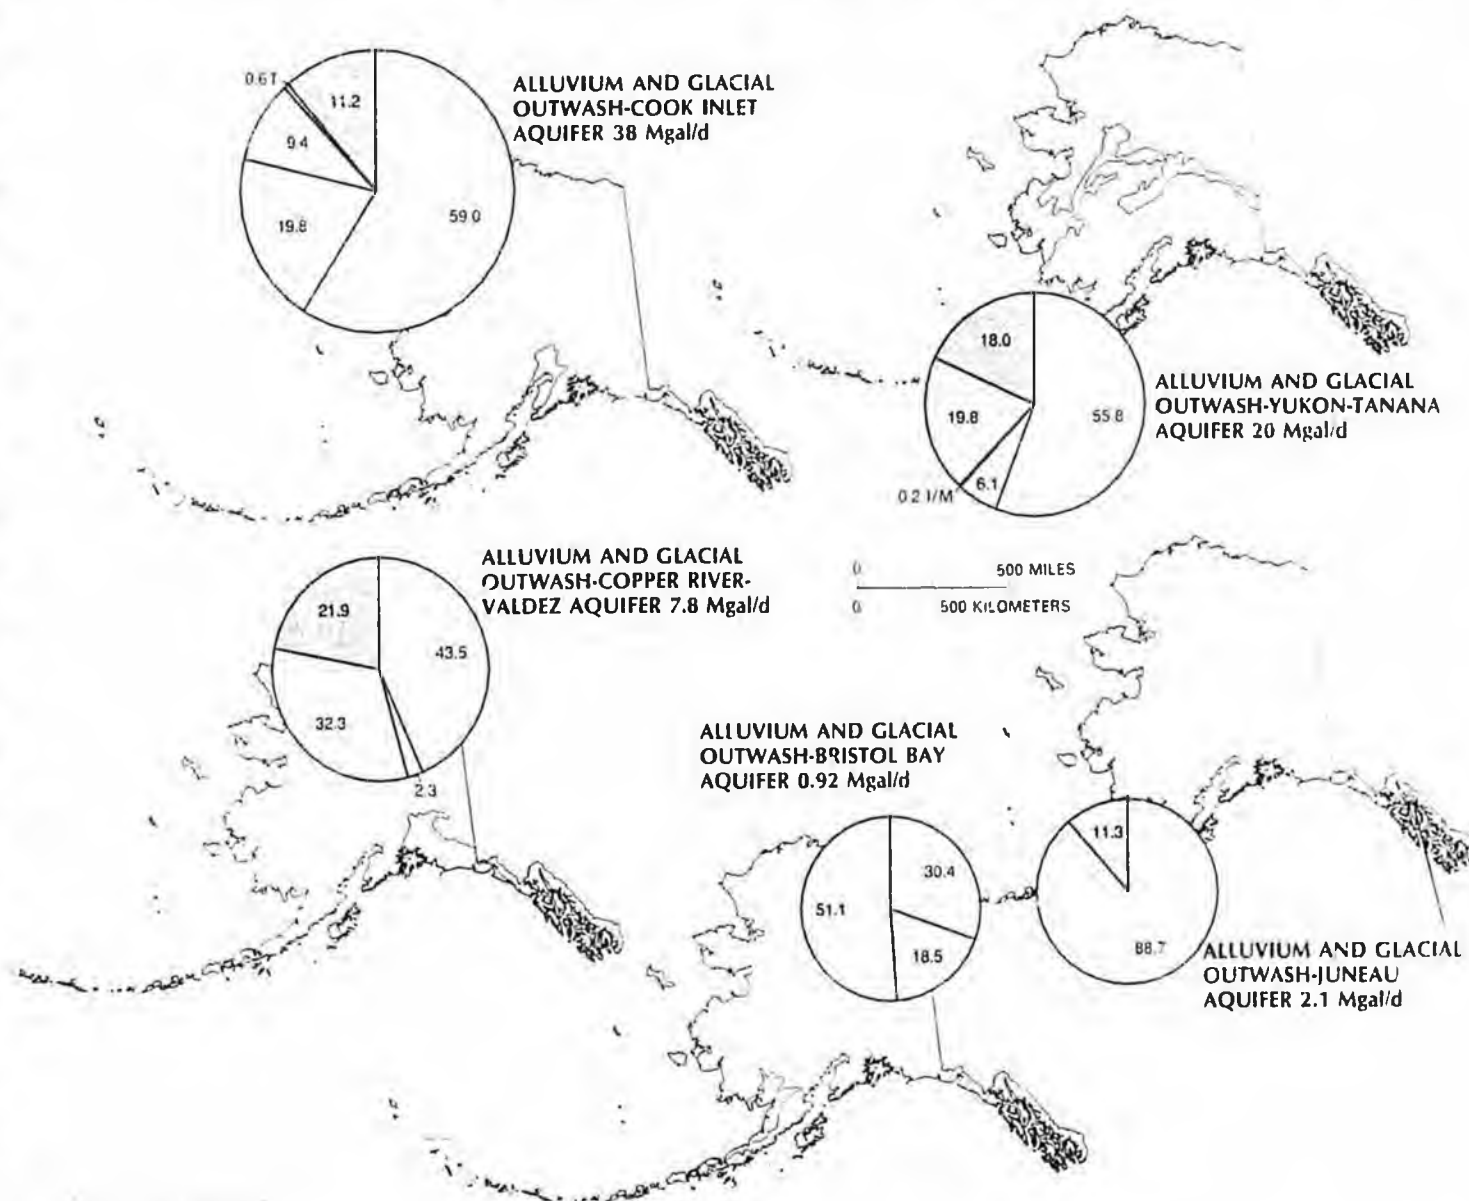 ALLUVIUM AND GLACIAL
OUTWASH-COOK INLET
AQUIFER 38 Mgal/d
0.6T
11.2
9.4
19.8
59.0
ALLUVIUM AND GLACIAL
OUTWASH-YUKON-TANANA
AQUIFER 20 Mgal/d
18.0
19.8
55.8
0.2 I/M
6.1
ALLUVIUM AND GLACIAL
OUTWASH-COPPER RIVER-
VALDEZ AQUIFER 7.8 Mgal/d
21.9
43.5
32.3
2.3
0 500 MILES
0 500 KILOMETERS
ALLUVIUM AND GLACIAL
OUTWASH-BRISTOL BAY
AQUIFER 0.92 Mgal/d
30.4
51.1
18.5
11.3
88.7
ALLUVIUM AND GLACIAL
OUTWASH-JUNEAU
AQUIFER 2.1 Mgal/d